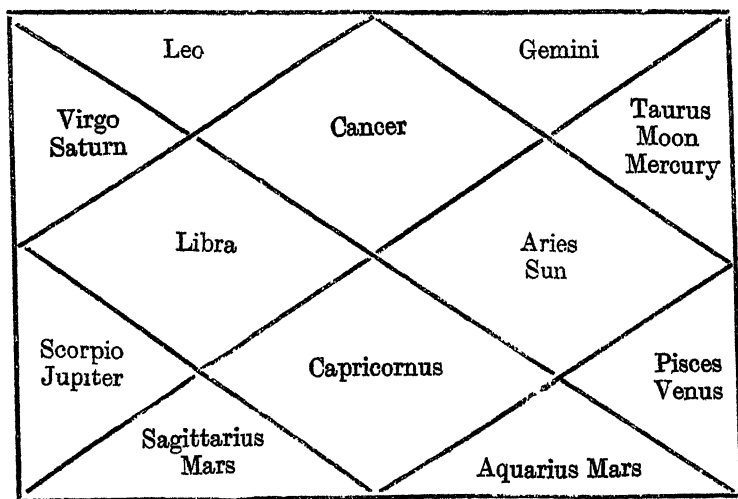 Leo
Gemini
Virgo
Saturn
Cancer
Taurus
Moon
Mercury
Libra
Aries
Sun
Scorpio
Jupiter
Capricornus
Pisces
Venus
Sagittarius
Mars
Aquarius Mars